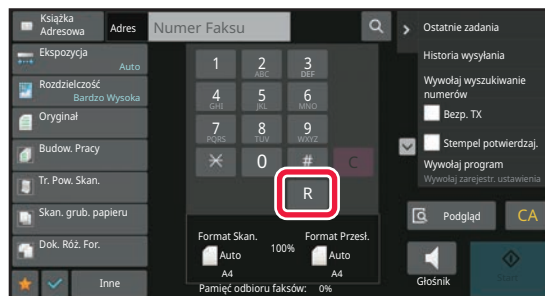 Książka
Adresowa
Adres
Numer Faksu
Ekspozycja
Auto
Rozdzielczość
Bardzo Wysoka
Oryginał
Budow. Pracy
Tr. Pow. Skan.
Skan. grub. papieru
Dok. Róż. For.
Inne
1
2
ABC
3
DEF
4
GHI
5
JKL
6
MNO
7
PQRS
8
TUV
9
WXYZ
0
#
C
R
Format Skan.
Auto
A4
100%
Format Przesł.
Auto
A4
Pamięć odbioru faksów: 0%
Ostatnie zadania
Historia wysyłania
Wywołaj wyszukiwanie
numerów
Bezp. TX
Stempel potwierdzaj.
Wywołaj program
Wywołaj zarejestr. ustawienia
Podgląd
CA
Głośnik
Start